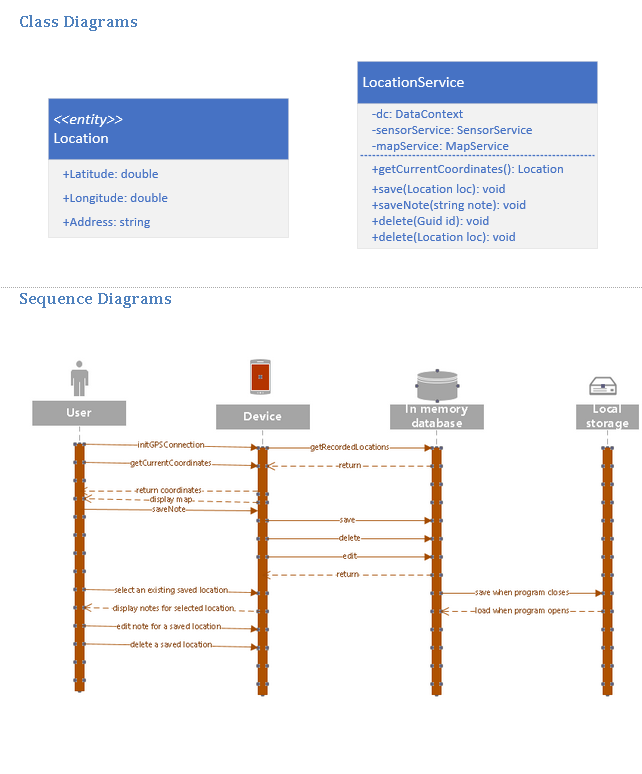 Class Diagrams
<<entity>>
Location
+Latitude: double
+Longitude: double
+Address: string
LocationService
-dc: DataContext
-sensorService: SensorService
-mapService: MapService
+getCurrentCoordinates(): Location
+save(Location loc): void
+saveNote(string note): void
+delete(Guid id): void
+delete(Location loc): void
Sequence Diagrams
User
Device
In memory
database
Local
storage
initGPSConnection
getRecordedLocations
getCurrentCoordinates
return
return coordinates
display map
saveNote
save
delete
edit
return
select an existing saved location
save when program closes
display notes for selected location
load when program opens
edit note for a saved location
delete a saved location